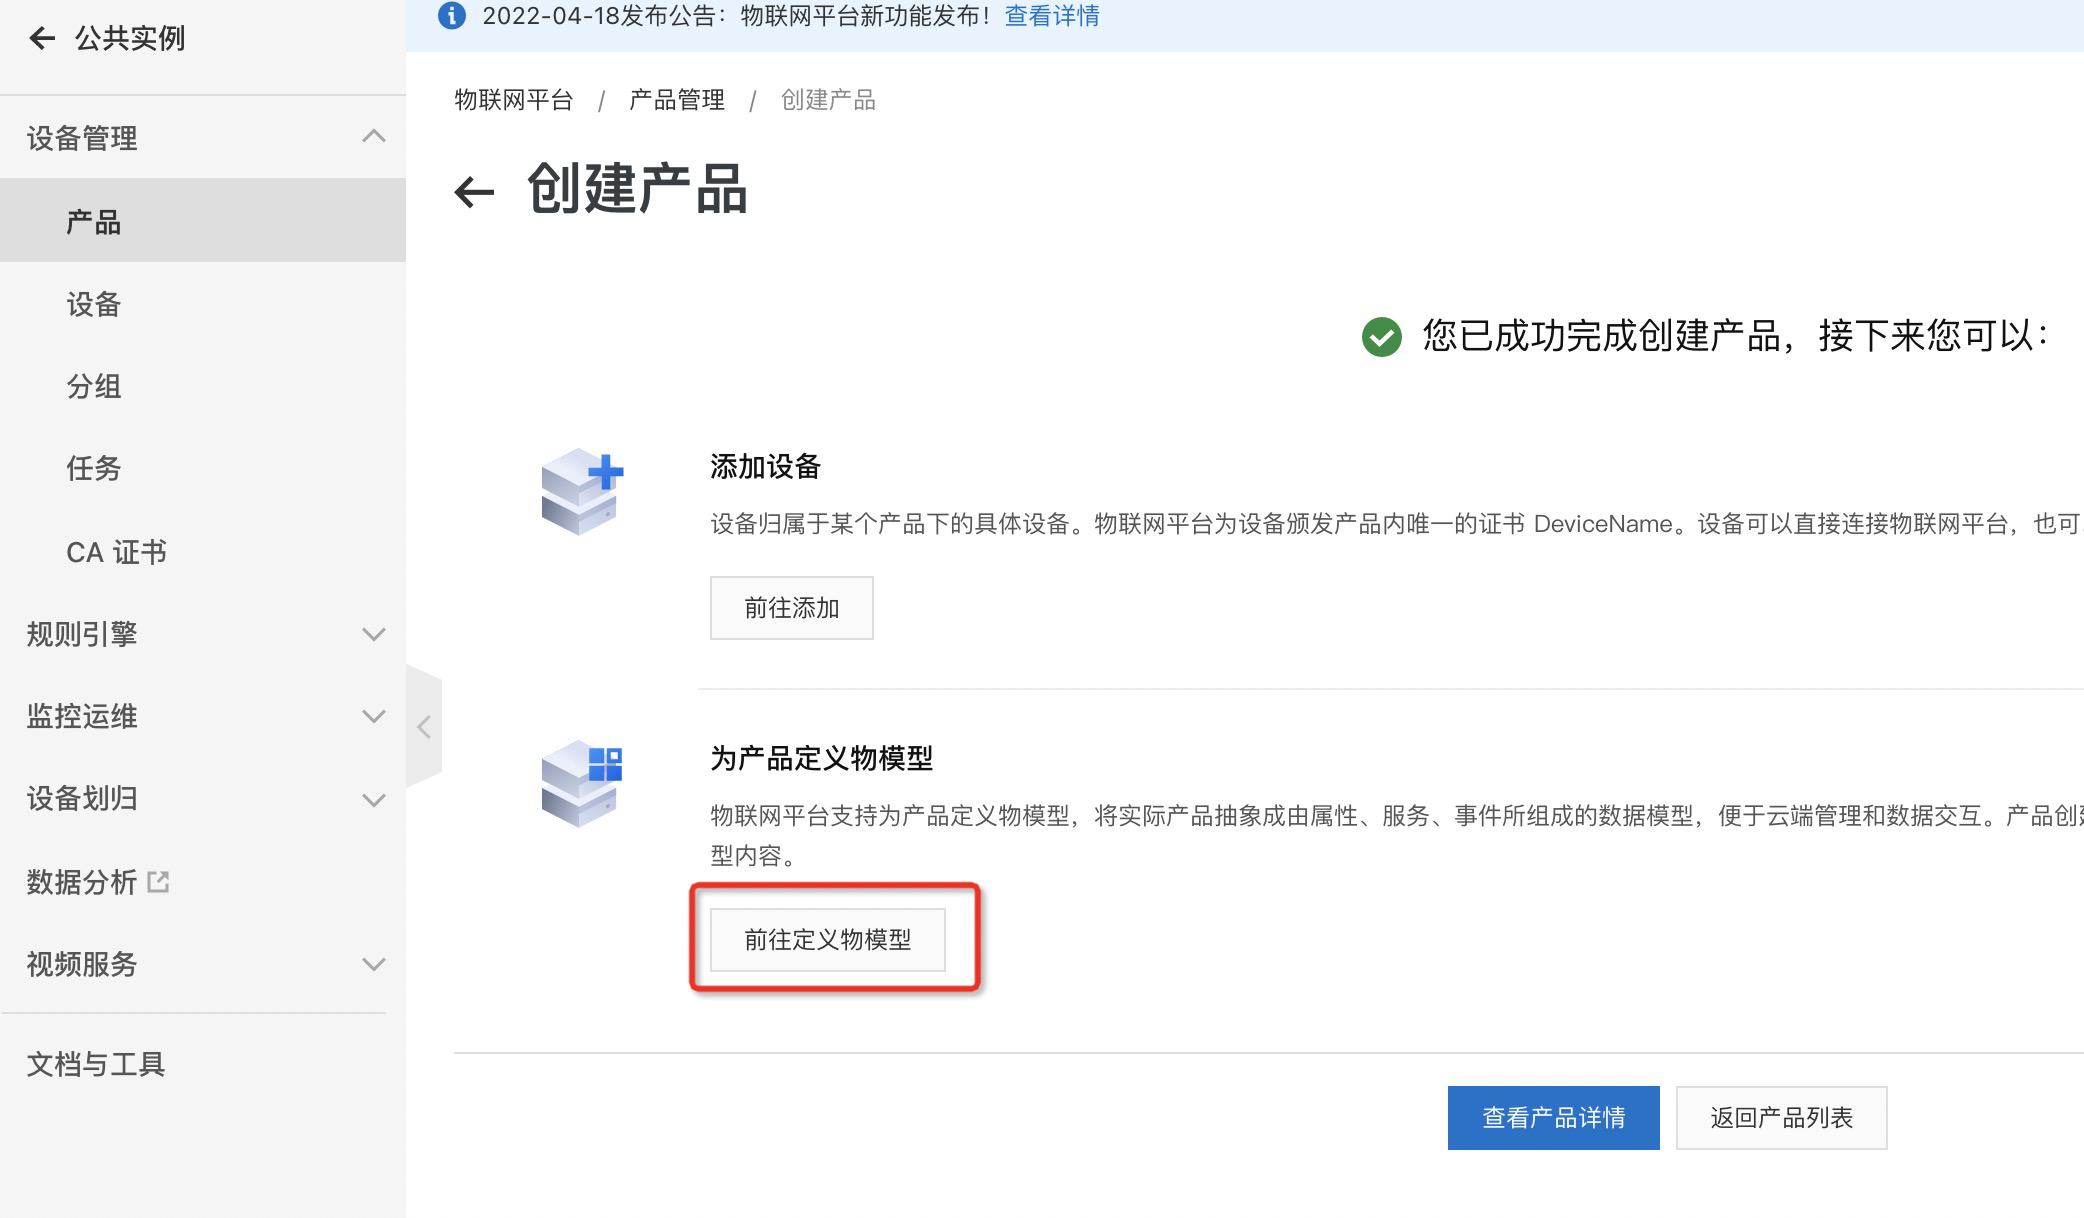 公共实例
设备管理
产品
设备
分组
任务
CA 证书
规则引擎
监控运维
设备划归
数据分析
视频服务
文档与工具
2022-04-18发布公告：物联网平台新功能发布！查看详情
物联网平台 / 产品管理 / 创建产品
创建产品
您已成功完成创建产品，接下来您可以：
添加设备
设备归属于某个产品下的具体设备。物联网平台为设备颁发产品内唯一的证书 DeviceName。设备可以直接连接物联网平台，也可
前往添加
为产品定义物模型
物联网平台支持为产品定义物模型，将实际产品抽象成由属性、服务、事件所组成的数据模型，便于云端管理和数据交互。产品创
型内容。
前往定义物模型
查看产品详情
返回产品列表